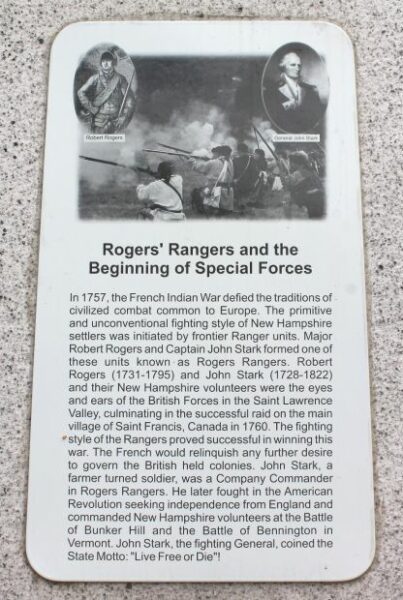 Robert Rogers
General John Stark
Rogers' Rangers and the
Beginning of Special Forces
In 1757, the French Indian War defied the traditions of
civilized combat common to Europe. The primitive
and unconventional fighting style of New Hampshire
settlers was initiated by frontier Ranger units. Major
Robert Rogers and Captain John Stark formed one of
these units known as Rogers Rangers. Robert
Rogers (1731-1795) and John Stark (1728-1822)
and their New Hampshire volunteers were the eyes
and ears of the British Forces in the Saint Lawrence
Valley, culminating in the successful raid on the main
village of Saint Francis, Canada in 1760. The fighting
style of the Rangers proved successful in winning this
war. The French would relinquish any further desire
to govern the British held colonies. John Stark, a
farmer turned soldier, was a Company Commander
in Rogers Rangers. He later fought in the American
Revolution seeking independence from England and
commanded New Hampshire volunteers at the Battle
of Bunker Hill and the Battle of Bennington in
Vermont. John Stark, the fighting General, coined the
State Motto: "Live Free or Die"!